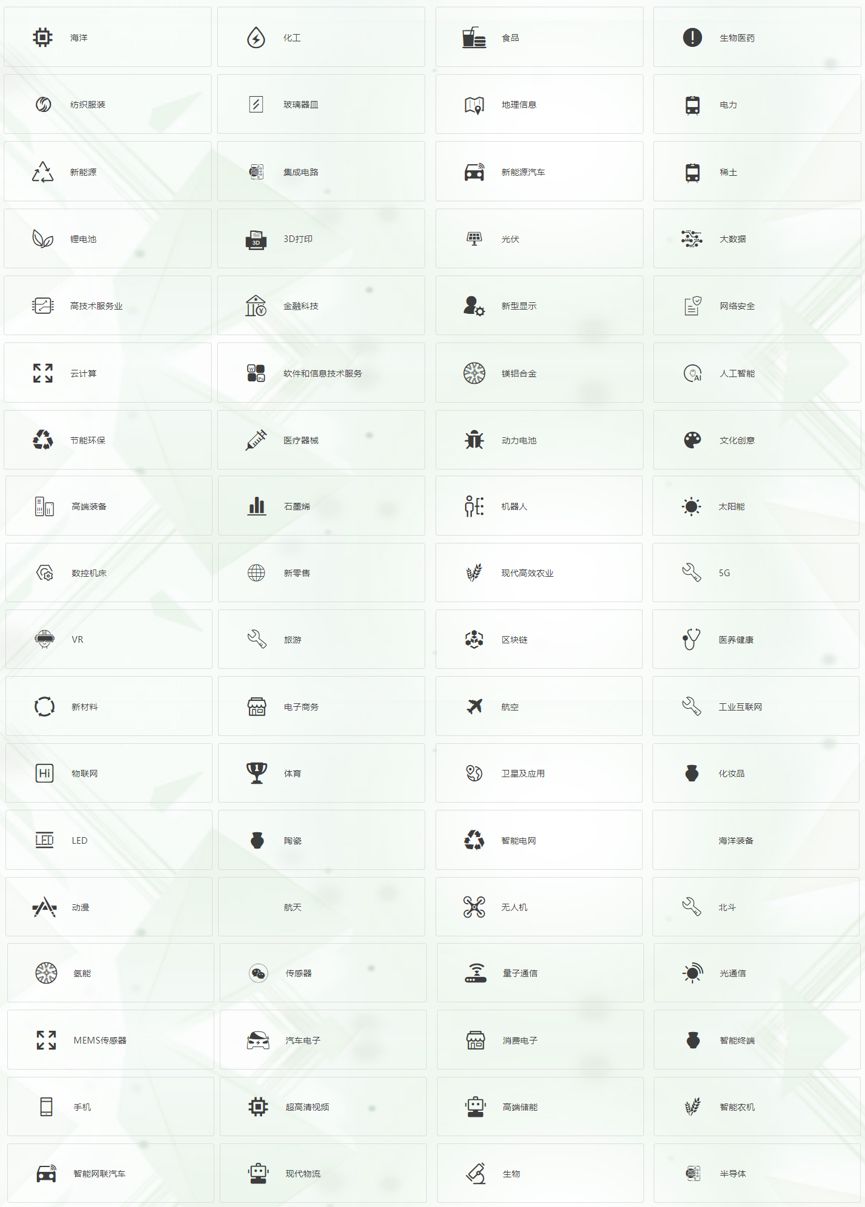 海洋
化工
食品
生物医药
纺织服装
玻璃器皿
地理信息
电力
新能源
集成电路
新能源汽车
稀土
锂电池
3D打印
光伏
大数据
高技术服务业
金融科技
新型显示
网络安全
云计算
软件和信息技术服务
镁铝合金
人工智能
节能环保
医疗器械
动力电池
文化创意
高端装备
石墨烯
机器人
太阳能
数控机床
新零售
现代高效农业
5G
VR
旅游
区块链
医养健康
新材料
电子商务
航空
工业互联网
物联网
体育
卫星及应用
化妆品
LED
陶瓷
智能电网
海洋装备
动漫
航天
无人机
北斗
氢能
传感器
量子通信
光通信
MEMS传感器
汽车电子
消费电子
智能终端
手机
超高清视频
高端储能
智能农机
智能网联汽车
现代物流
生物
半导体